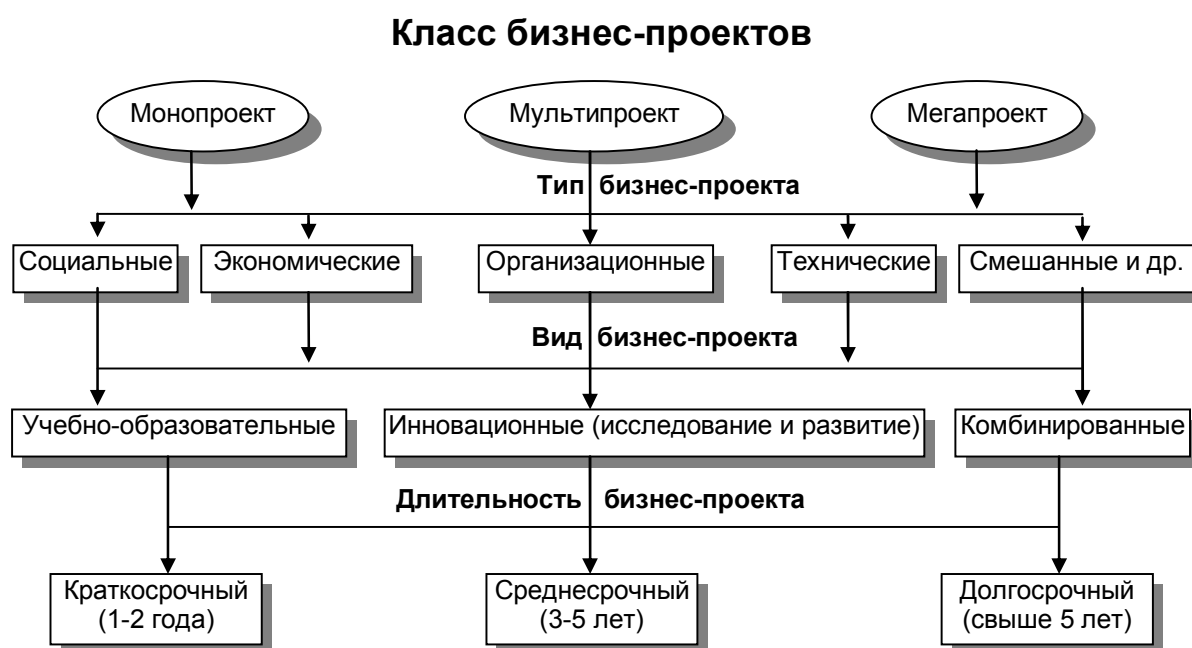 Класс бизнес-проектов
Монопроект
Мультипроект
Мегапроект
Тип бизнес-проекта
Социальные
Экономические
Организационные
Технические
Смешанные и др.
Вид бизнес-проекта
Учебно-образовательные
Инновационные (исследование и развитие)
Комбинированные
Длительность бизнес-проекта
Краткосрочный
(1-2 года)
Среднесрочный
(3-5 лет)
Долгосрочный
(свыше 5 лет)